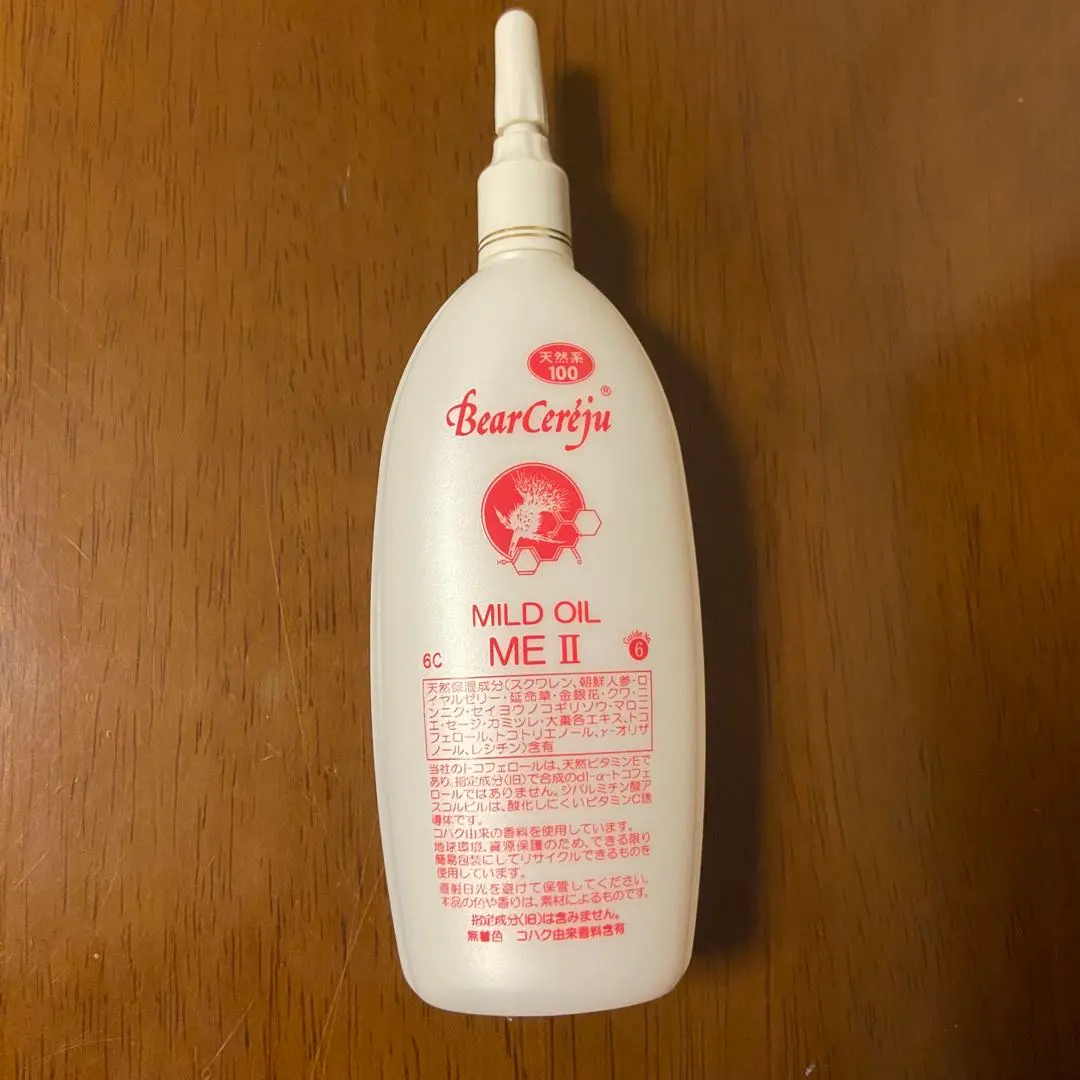 天然系
100
BearCeréju®
HO
O
MILD OIL
ME II
6C
Guide No.
6
天然保湿成分(スクワレン、朝鮮人参・ロ
イヤルゼリー・延命草・金銀花・クワ・ニ
ンニク・セイヨウノコギリソウ・マロニ
エ・セージ・カミツレ・大棗各エキス、トコ
フェロール、トコトリエノール、γ-オリザ
ノール、レシチン)含有
当社のトコフェロールは、天然ビタミンEで
あり、指定成分(旧)で合成のdl-α-トコフェ
ロールではありません。ジパルミチン酸ア
スコルビルは、酸化しにくいビタミンC誘
導体です。
コハク由来の香料を使用しています。
地球環境、資源保護のため、できる限り
簡易包装にしてリサイクルできるものを
使用しています。
直射日光を避けて保管してください。
本品の色や香りは、素材によるものです。
指定成分(旧)は含みません。
無着色 コハク由来香料含有